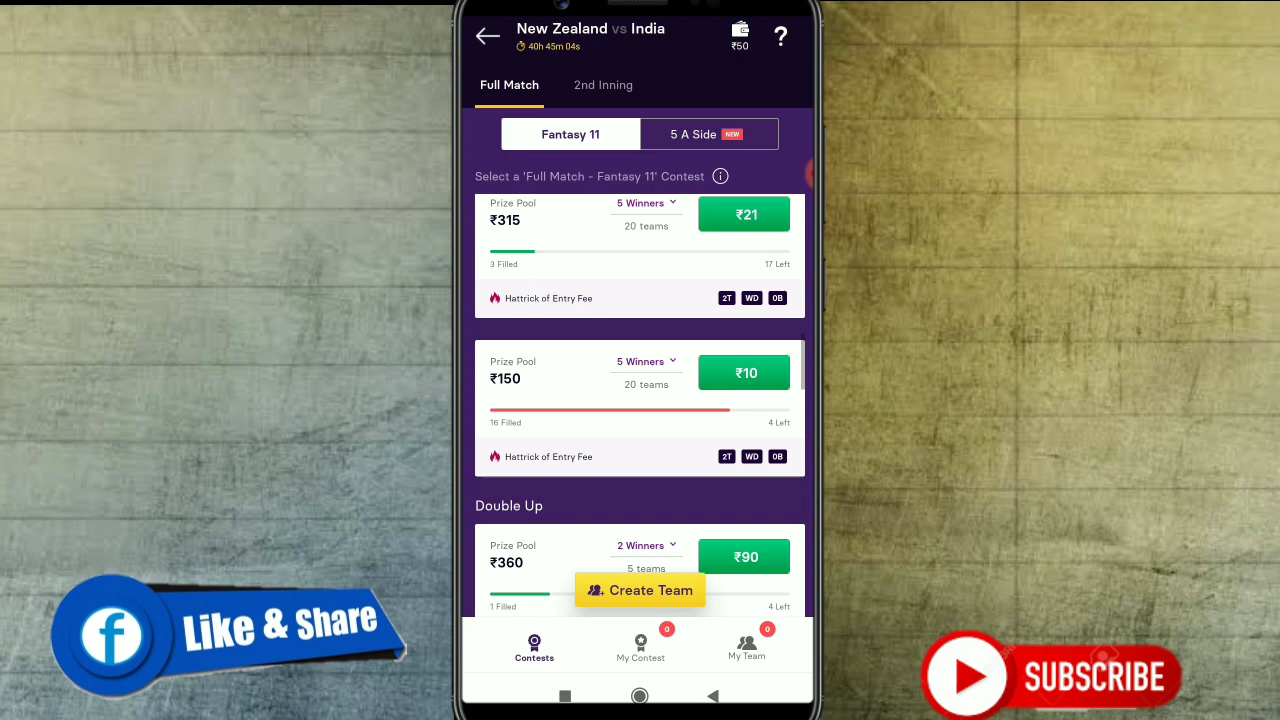 New Zealand vs India
40h 45m 04s
₹50
?
Full Match
2nd Inning
Fantasy 11
5 A Side NEW
Select a 'Full Match - Fantasy 11' Contest
Prize Pool
5 Winners
₹21
₹315
20 teams
3 Filled
17 Left
Hattrick of Entry Fee
2T WD 0B
Prize Pool
5 Winners
₹10
₹150
20 teams
16 Filled
4 Left
Hattrick of Entry Fee
2T WD 0B
Double Up
Prize Pool
2 Winners
₹90
₹360
5 teams
Create Team
1 Filled
4 Left
0
0
Contests
My Contest
My Team
f
Like & Share
SUBSCRIBE